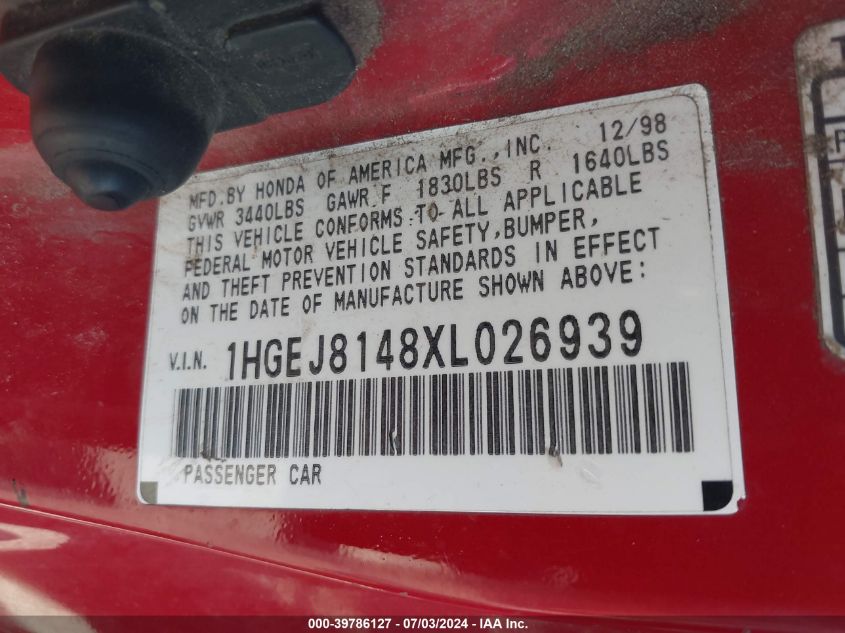 MFD.BY HONDA OF AMERICA MFG.,INC. 12/98
GVWR 3440LBS GAWR F 1830LBS R 1640LBS
THIS VEHICLE CONFORMS TO ALL APPLICABLE
FEDERAL MOTOR VEHICLE SAFETY,BUMPER,
AND THEFT PREVENTION STANDARDS IN EFFECT
ON THE DATE OF MANUFACTURE SHOWN ABOVE:
V.I.N. 1HGEJ8148XL026939
PASSENGER CAR
000-39786127 - 07/03/2024 - IAA Inc.